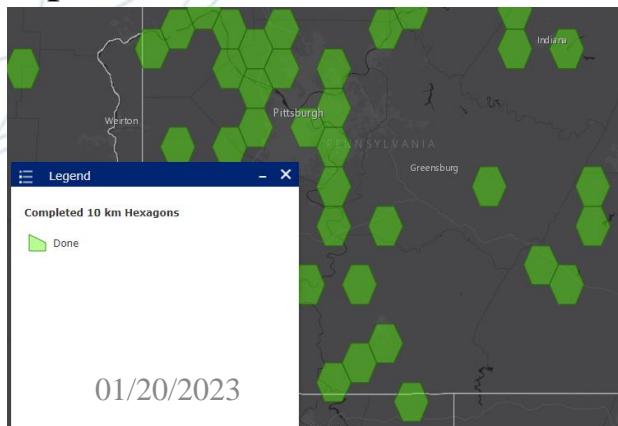 Indiana
Pittsburgh
Weirton
PENNSYLVANIA
Greensburg
Legend
Completed 10 km Hexagons
Done
01/20/2023